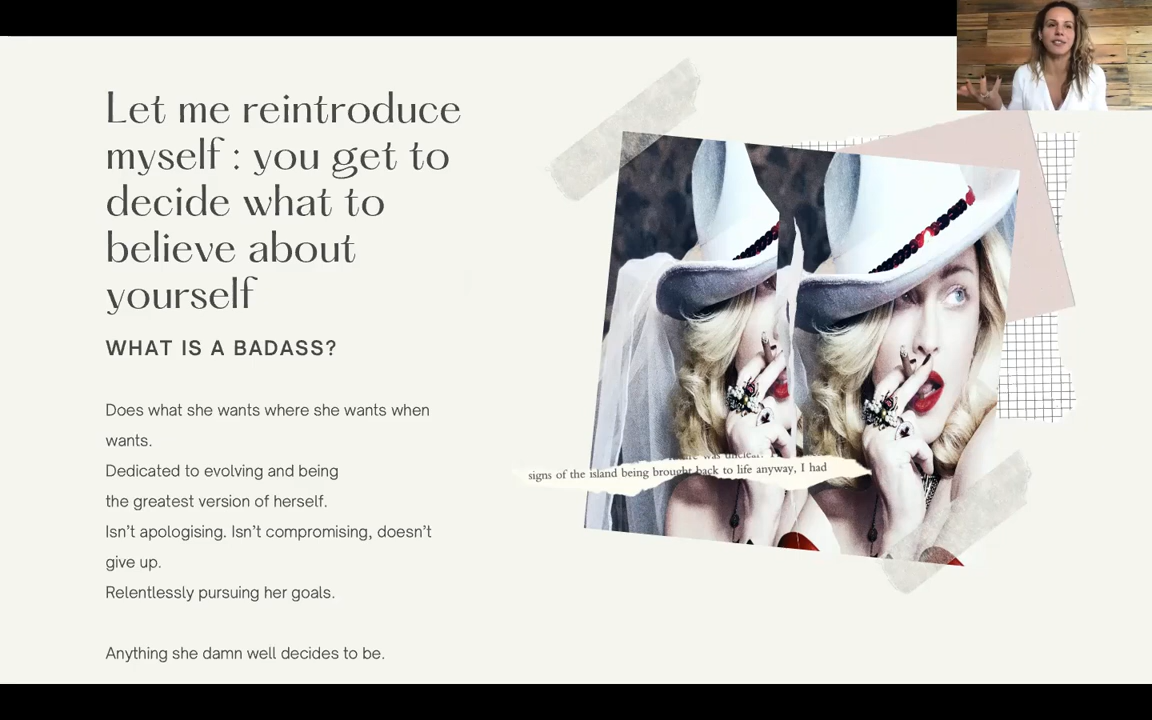 Let me reintroduce
myself : you get to
decide what to
believe about
yourself
WHAT IS A BADASS?
Does what she wants where she wants when
wants.
Dedicated to evolving and being
the greatest version of herself.
Isn’t apologising. Isn’t compromising, doesn’t
give up.
Relentlessly pursuing her goals.
Anything she damn well decides to be.
was unclear.
signs of the island being brought back to life anyway, I had